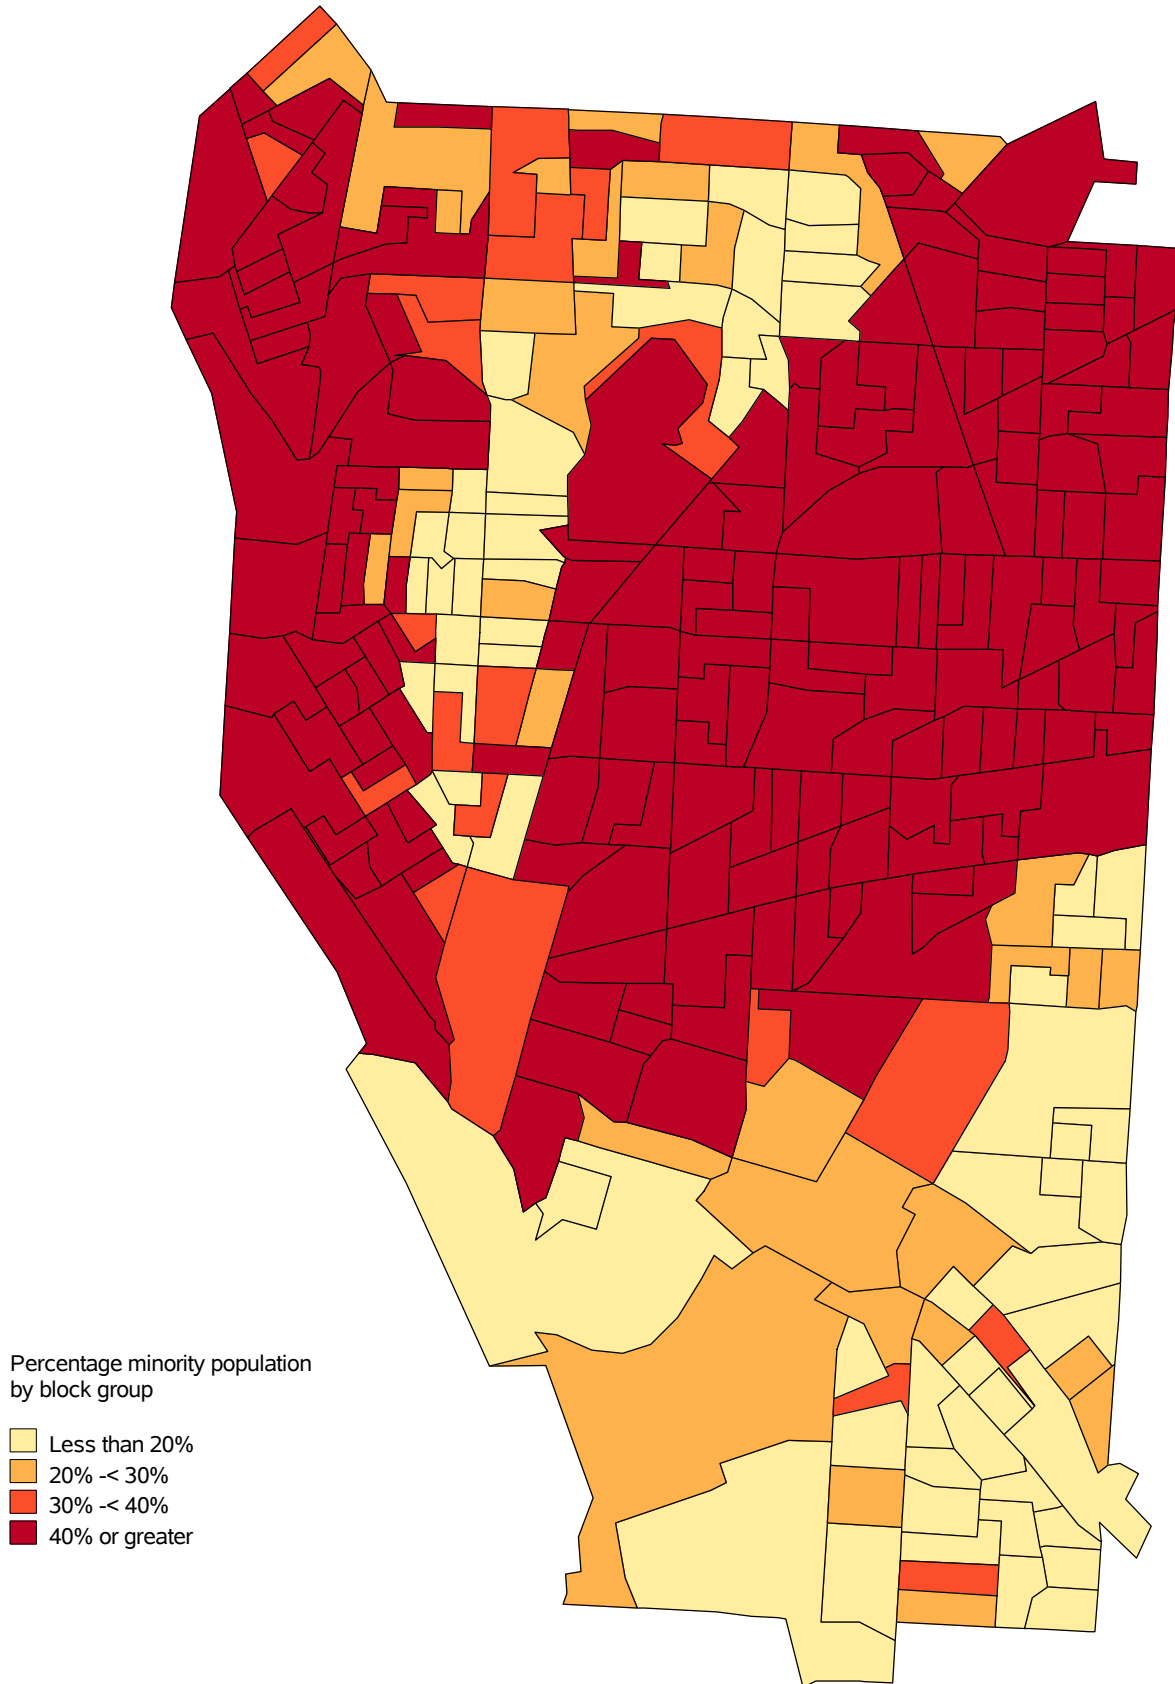 Percentage minority population
by block group
Less than 20%
20% -< 30%
30% -< 40%
40% or greater